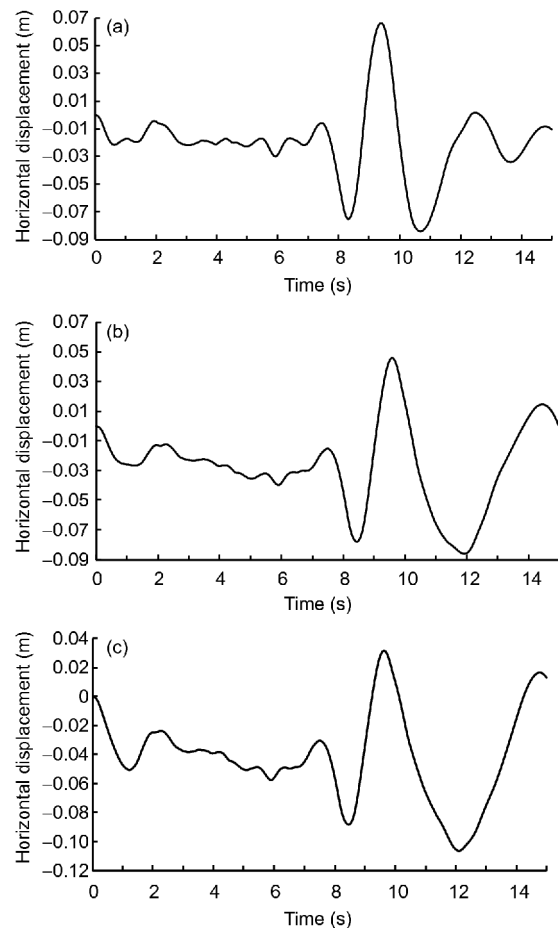 (a)
Horizontal displacement (m)
0.07
0.05
0.03
0.01
–0.01
–0.03
–0.05
–0.07
–0.09
0 2 4 6 8 10 12 14
Time (s)
(b)
Horizontal displacement (m)
0.07
0.05
0.03
0.01
–0.01
–0.03
–0.05
–0.07
–0.09
0 2 4 6 8 10 12 14
Time (s)
(c)
Horizontal displacement (m)
0.04
0.02
0
–0.02
–0.04
–0.06
–0.08
–0.10
–0.12
0 2 4 6 8 10 12 14
Time (s)